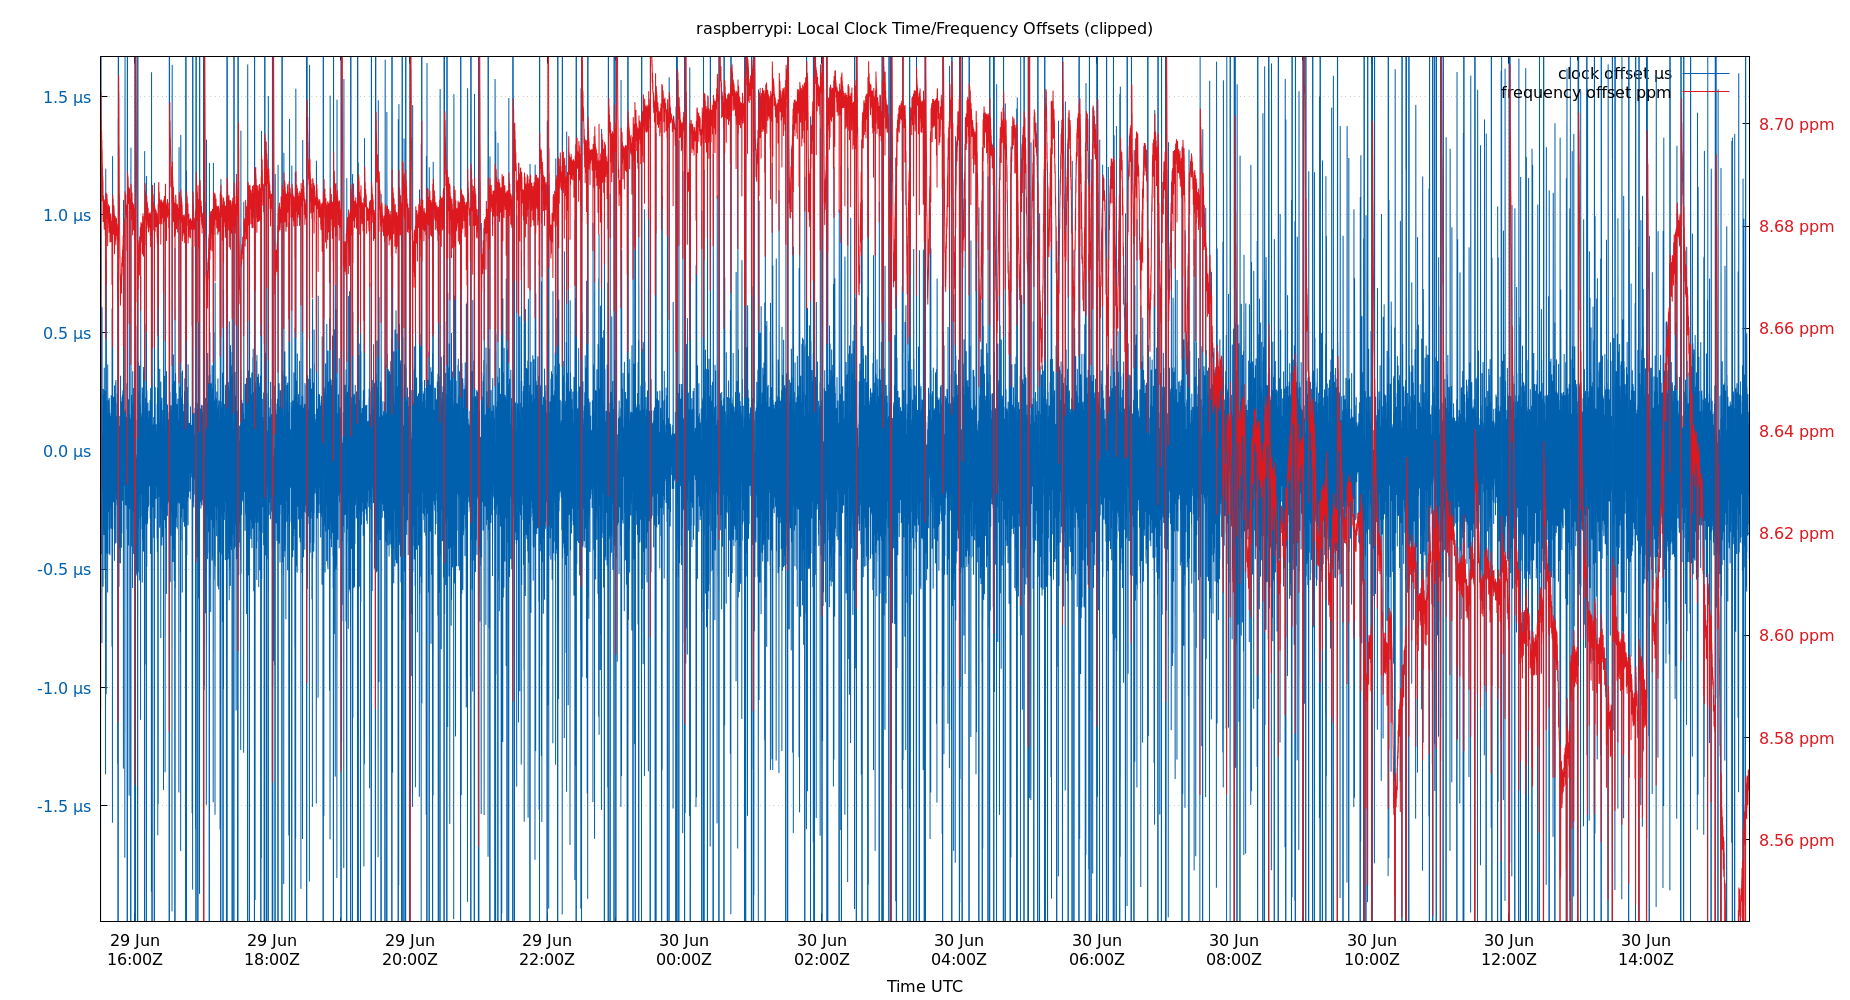 raspberrypi: Local Clock Time/Frequency Offsets (clipped)
clock offset µs
frequency offset ppm
1.5 µs
1.0 µs
0.5 µs
0.0 µs
-0.5 µs
-1.0 µs
-1.5 µs
8.70 ppm
8.68 ppm
8.66 ppm
8.64 ppm
8.62 ppm
8.60 ppm
8.58 ppm
8.56 ppm
29 Jun 29 Jun 29 Jun 29 Jun 30 Jun 30 Jun 30 Jun 30 Jun 30 Jun 30 Jun 30 Jun 30 Jun
16:00Z 18:00Z 20:00Z 22:00Z 00:00Z 02:00Z 04:00Z 06:00Z 08:00Z 10:00Z 12:00Z 14:00Z
Time UTC